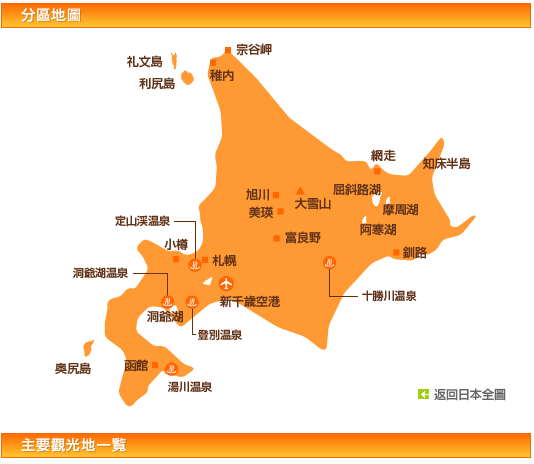 分區地圖
宗谷岬
礼文島
稚内
利尻島
網走
知床半島
屈斜路湖
旭川
大雪山
摩周湖
美瑛
定山渓温泉
阿寒湖
富良野
小樽
釧路
札幌
洞爺湖温泉
十勝川温泉
新千歳空港
洞爺湖
登別温泉
函館
奥尻島
湯川温泉
返回日本全圖
主要觀光地一覧